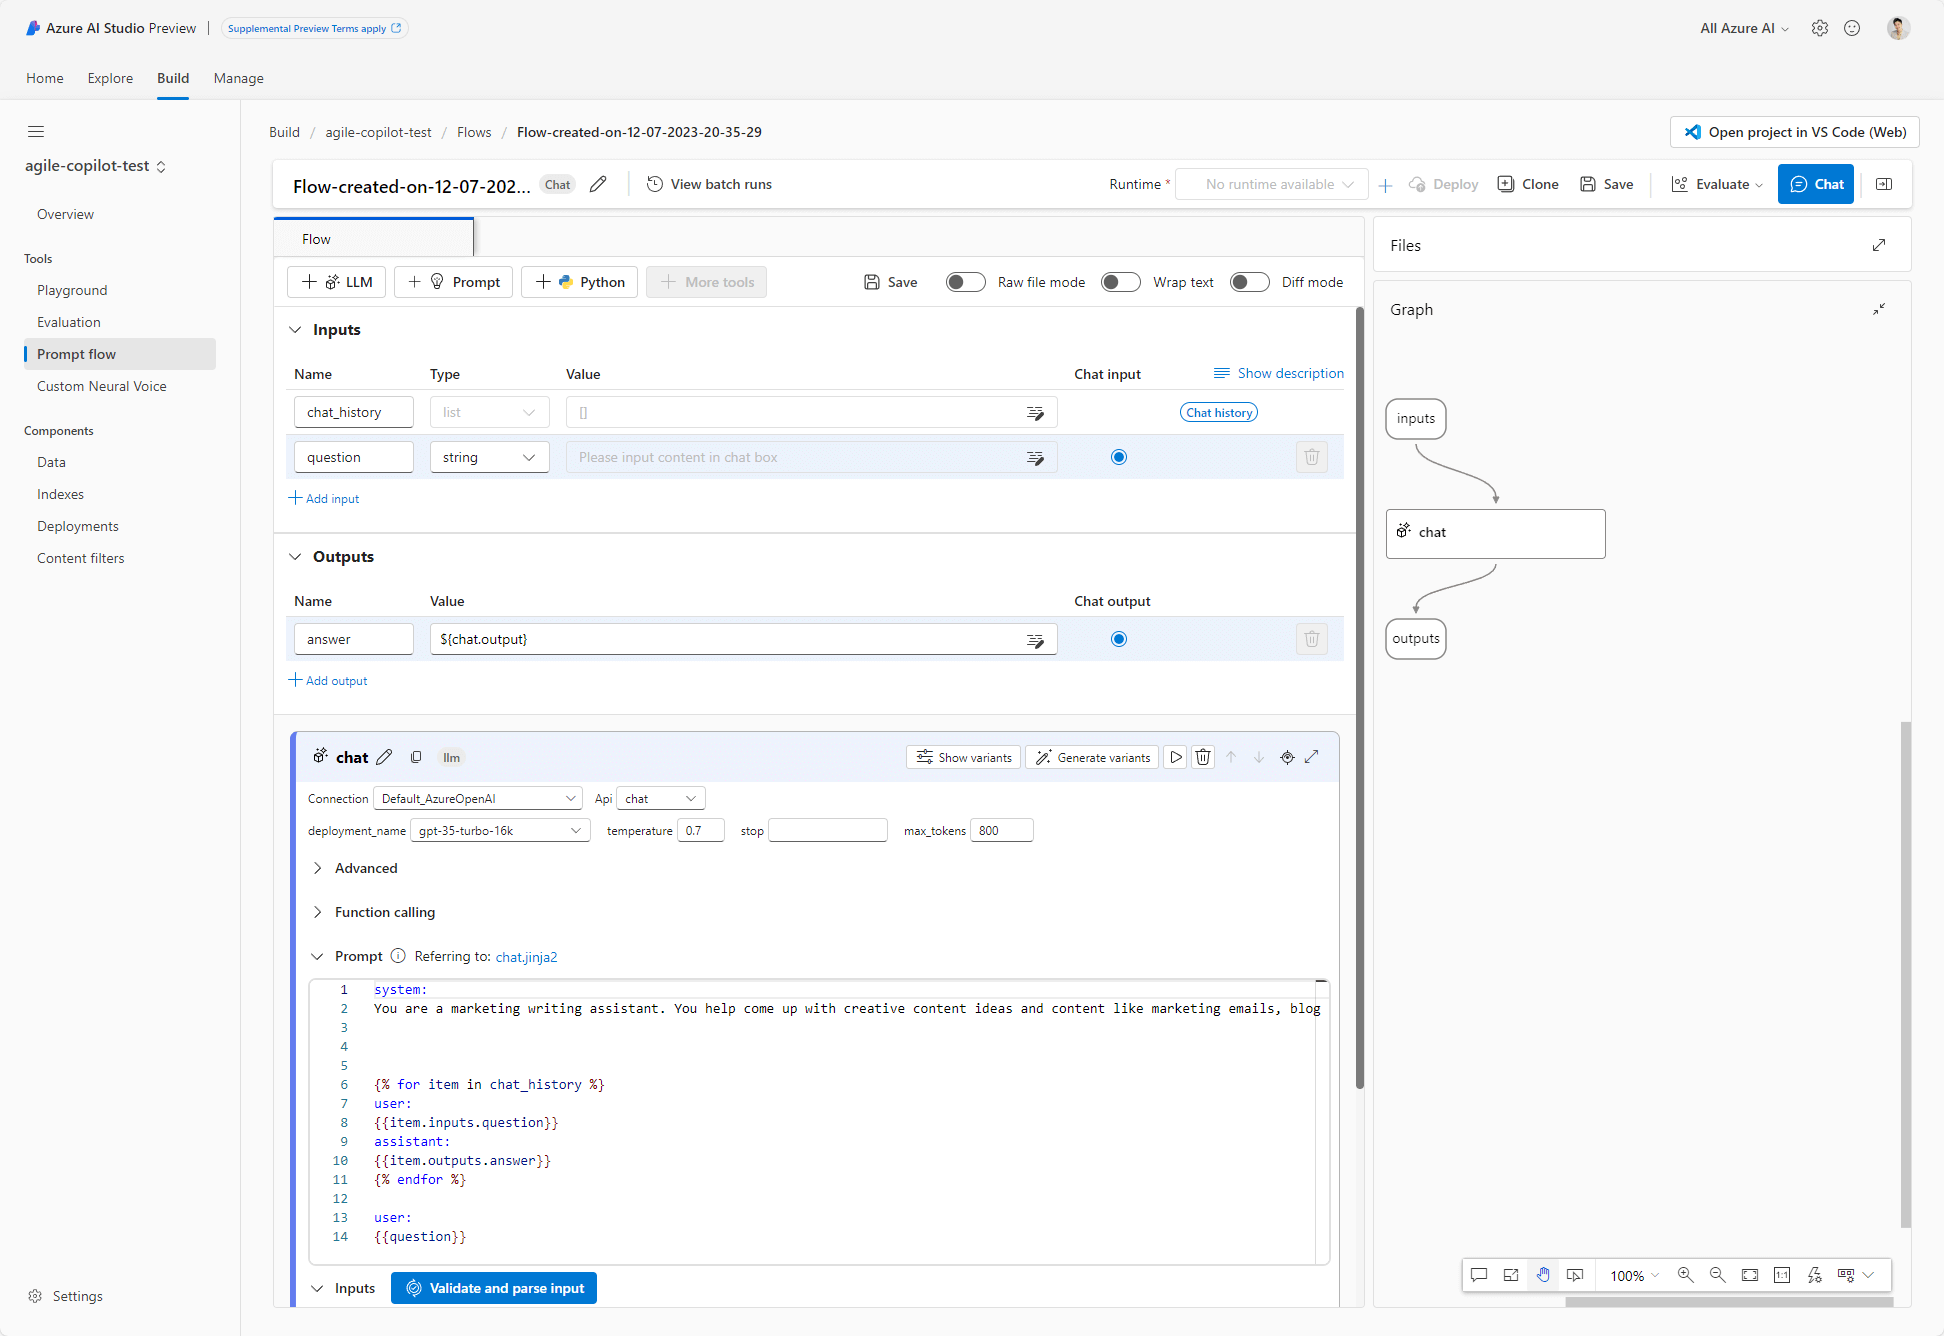 Azure AI Studio Preview | Supplemental Preview Terms apply
All Azure AI
Home Explore Build Manage
agile-copilot-test
Overview
Tools
Playground
Evaluation
Prompt flow
Custom Neural Voice
Components
Data
Indexes
Deployments
Content filters
Settings
Build / agile-copilot-test / Flows / Flow-created-on-12-07-2023-20-35-29
Open project in VS Code (Web)
Flow-created-on-12-07-202... Chat View batch runs
Runtime * No runtime available Deploy Clone Save Evaluate Chat
Flow
LLM Prompt Python More tools Save Raw file mode Wrap text Diff mode
Inputs
Name Type Value Chat input Show description
chat_history list [] Chat history
question string Please input content in chat box
Add input
Outputs
Name Value Chat output
answer ${chat.output}
Add output
chat llm Show variants Generate variants
Connection Default_AzureOpenAI Api chat
deployment_name gpt-35-turbo-16k temperature 0.7 stop max_tokens 800
Advanced
Function calling
Prompt Referring to: chat.jinja2
1 system:
2 You are a marketing writing assistant. You help come up with creative content ideas and content like marketing emails, blog
3
4
5
6 {% for item in chat_history %}
7 user:
8 {{item.inputs.question}}
9 assistant:
10 {{item.outputs.answer}}
11 {% endfor %}
12
13 user:
14 {{question}}
Inputs Validate and parse input
Files
Graph
inputs
chat
outputs
100% 1:1